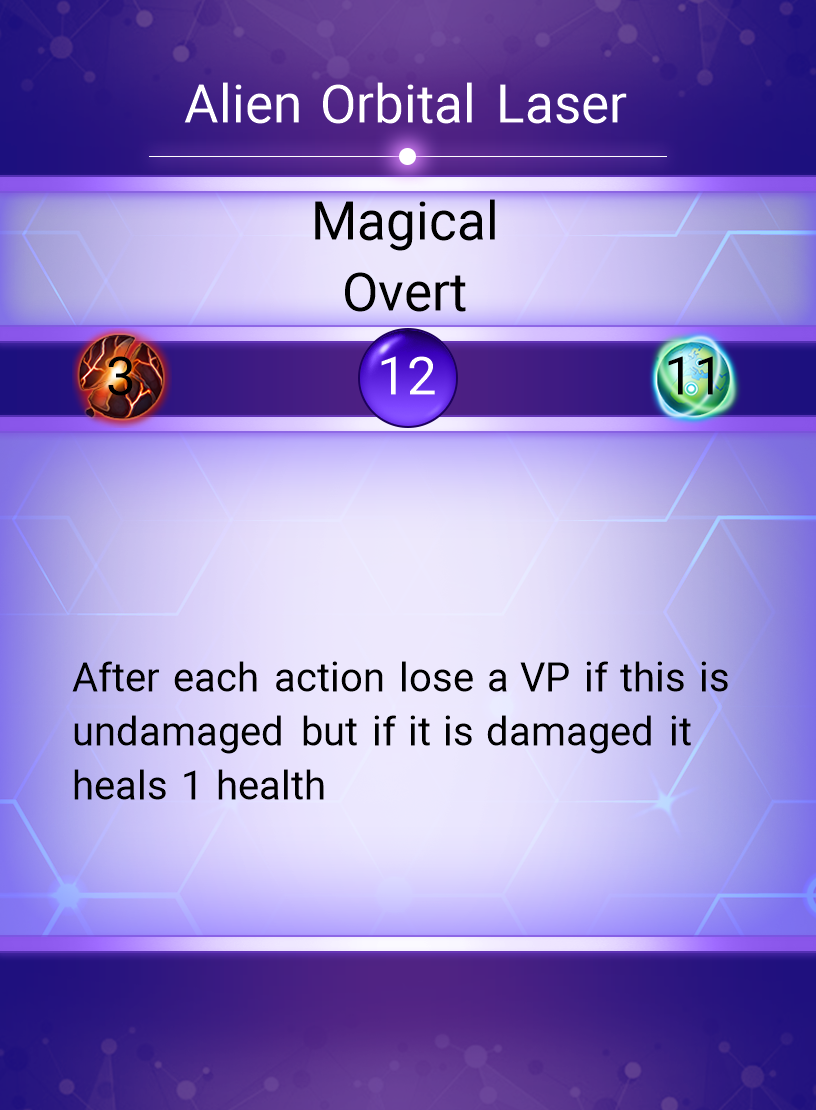 Alien Orbital Laser
Magical
Overt
3 12 11
After each action lose a VP if this is
undamaged but if it is damaged it
heals 1 health